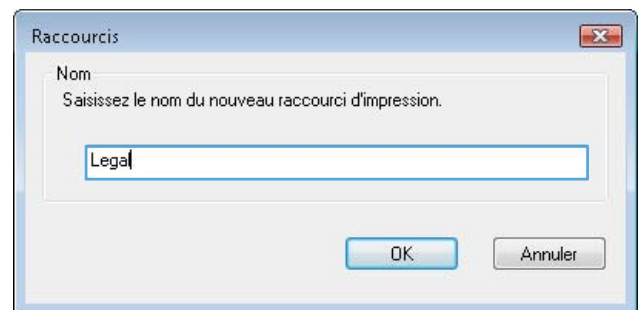 Raccourcis
Nom
Saisissez le nom du nouveau raccourci d'impression.
Legal
OK
Annuler